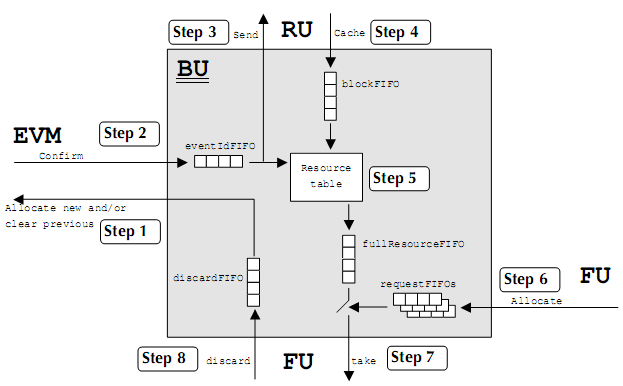 Step 3
Send
RU
Cache
Step 4
BU
blockFIFO
EVM
Step 2
Confirm
eventIdFIFO
Resource
table
Step 5
Allocate new and/or
clear previous
Step 1
fullResourceFIFO
discardFIFO
requestFIFOs
Step 6
FU
Allocate
Step 8
discard
FU
take
Step 7